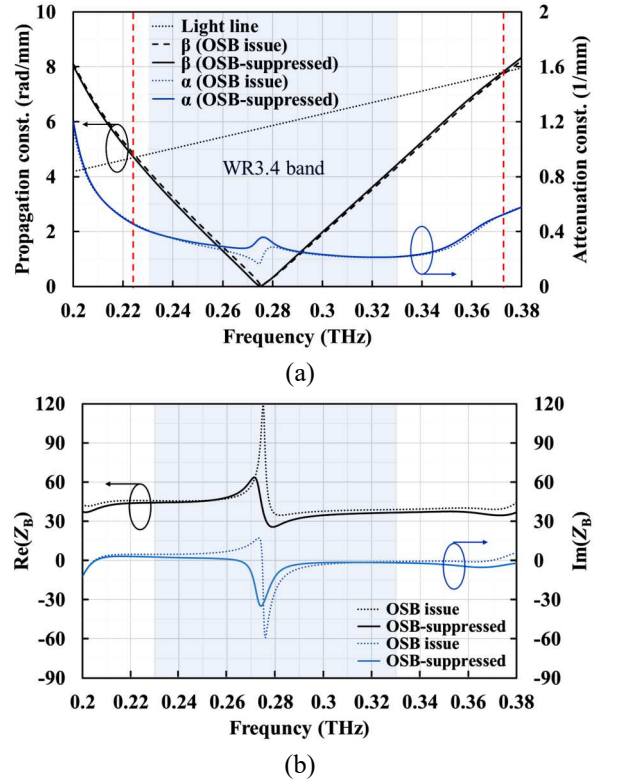 Light line
β (OSB issue)
β (OSB-suppressed)
α (OSB issue)
α (OSB-suppressed)
WR3.4 band
Propagation const. (rad/mm)
10
8
6
4
2
0
Attenuation const. (1/mm)
2
1.6
1.2
0.8
0.4
0
0.2 0.22 0.24 0.26 0.28 0.3 0.32 0.34 0.36 0.38
Frequency (THz)
(a)
Re(Z_B)
120
90
60
30
0
-30
-60
-90
Im(Z_B)
120
90
60
30
0
-30
-60
-90
OSB issue
OSB-suppressed
OSB issue
OSB-suppressed
0.2 0.22 0.24 0.26 0.28 0.3 0.32 0.34 0.36 0.38
Frequncy (THz)
(b)